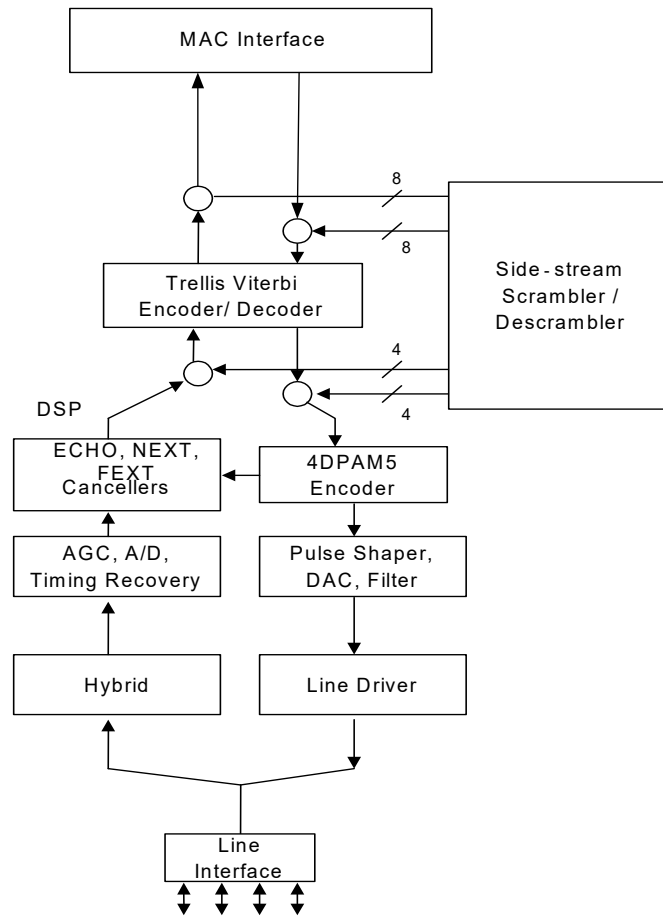 MAC Interface
8
8
Side-stream
Scrambler /
Descrambler
Trellis Viterbi
Encoder/ Decoder
4
4
DSP
ECHO, NEXT,
FEXT
Cancellers
4DPAM5
Encoder
AGC, A/D,
Timing Recovery
Pulse Shaper,
DAC, Filter
Hybrid
Line Driver
Line
Interface